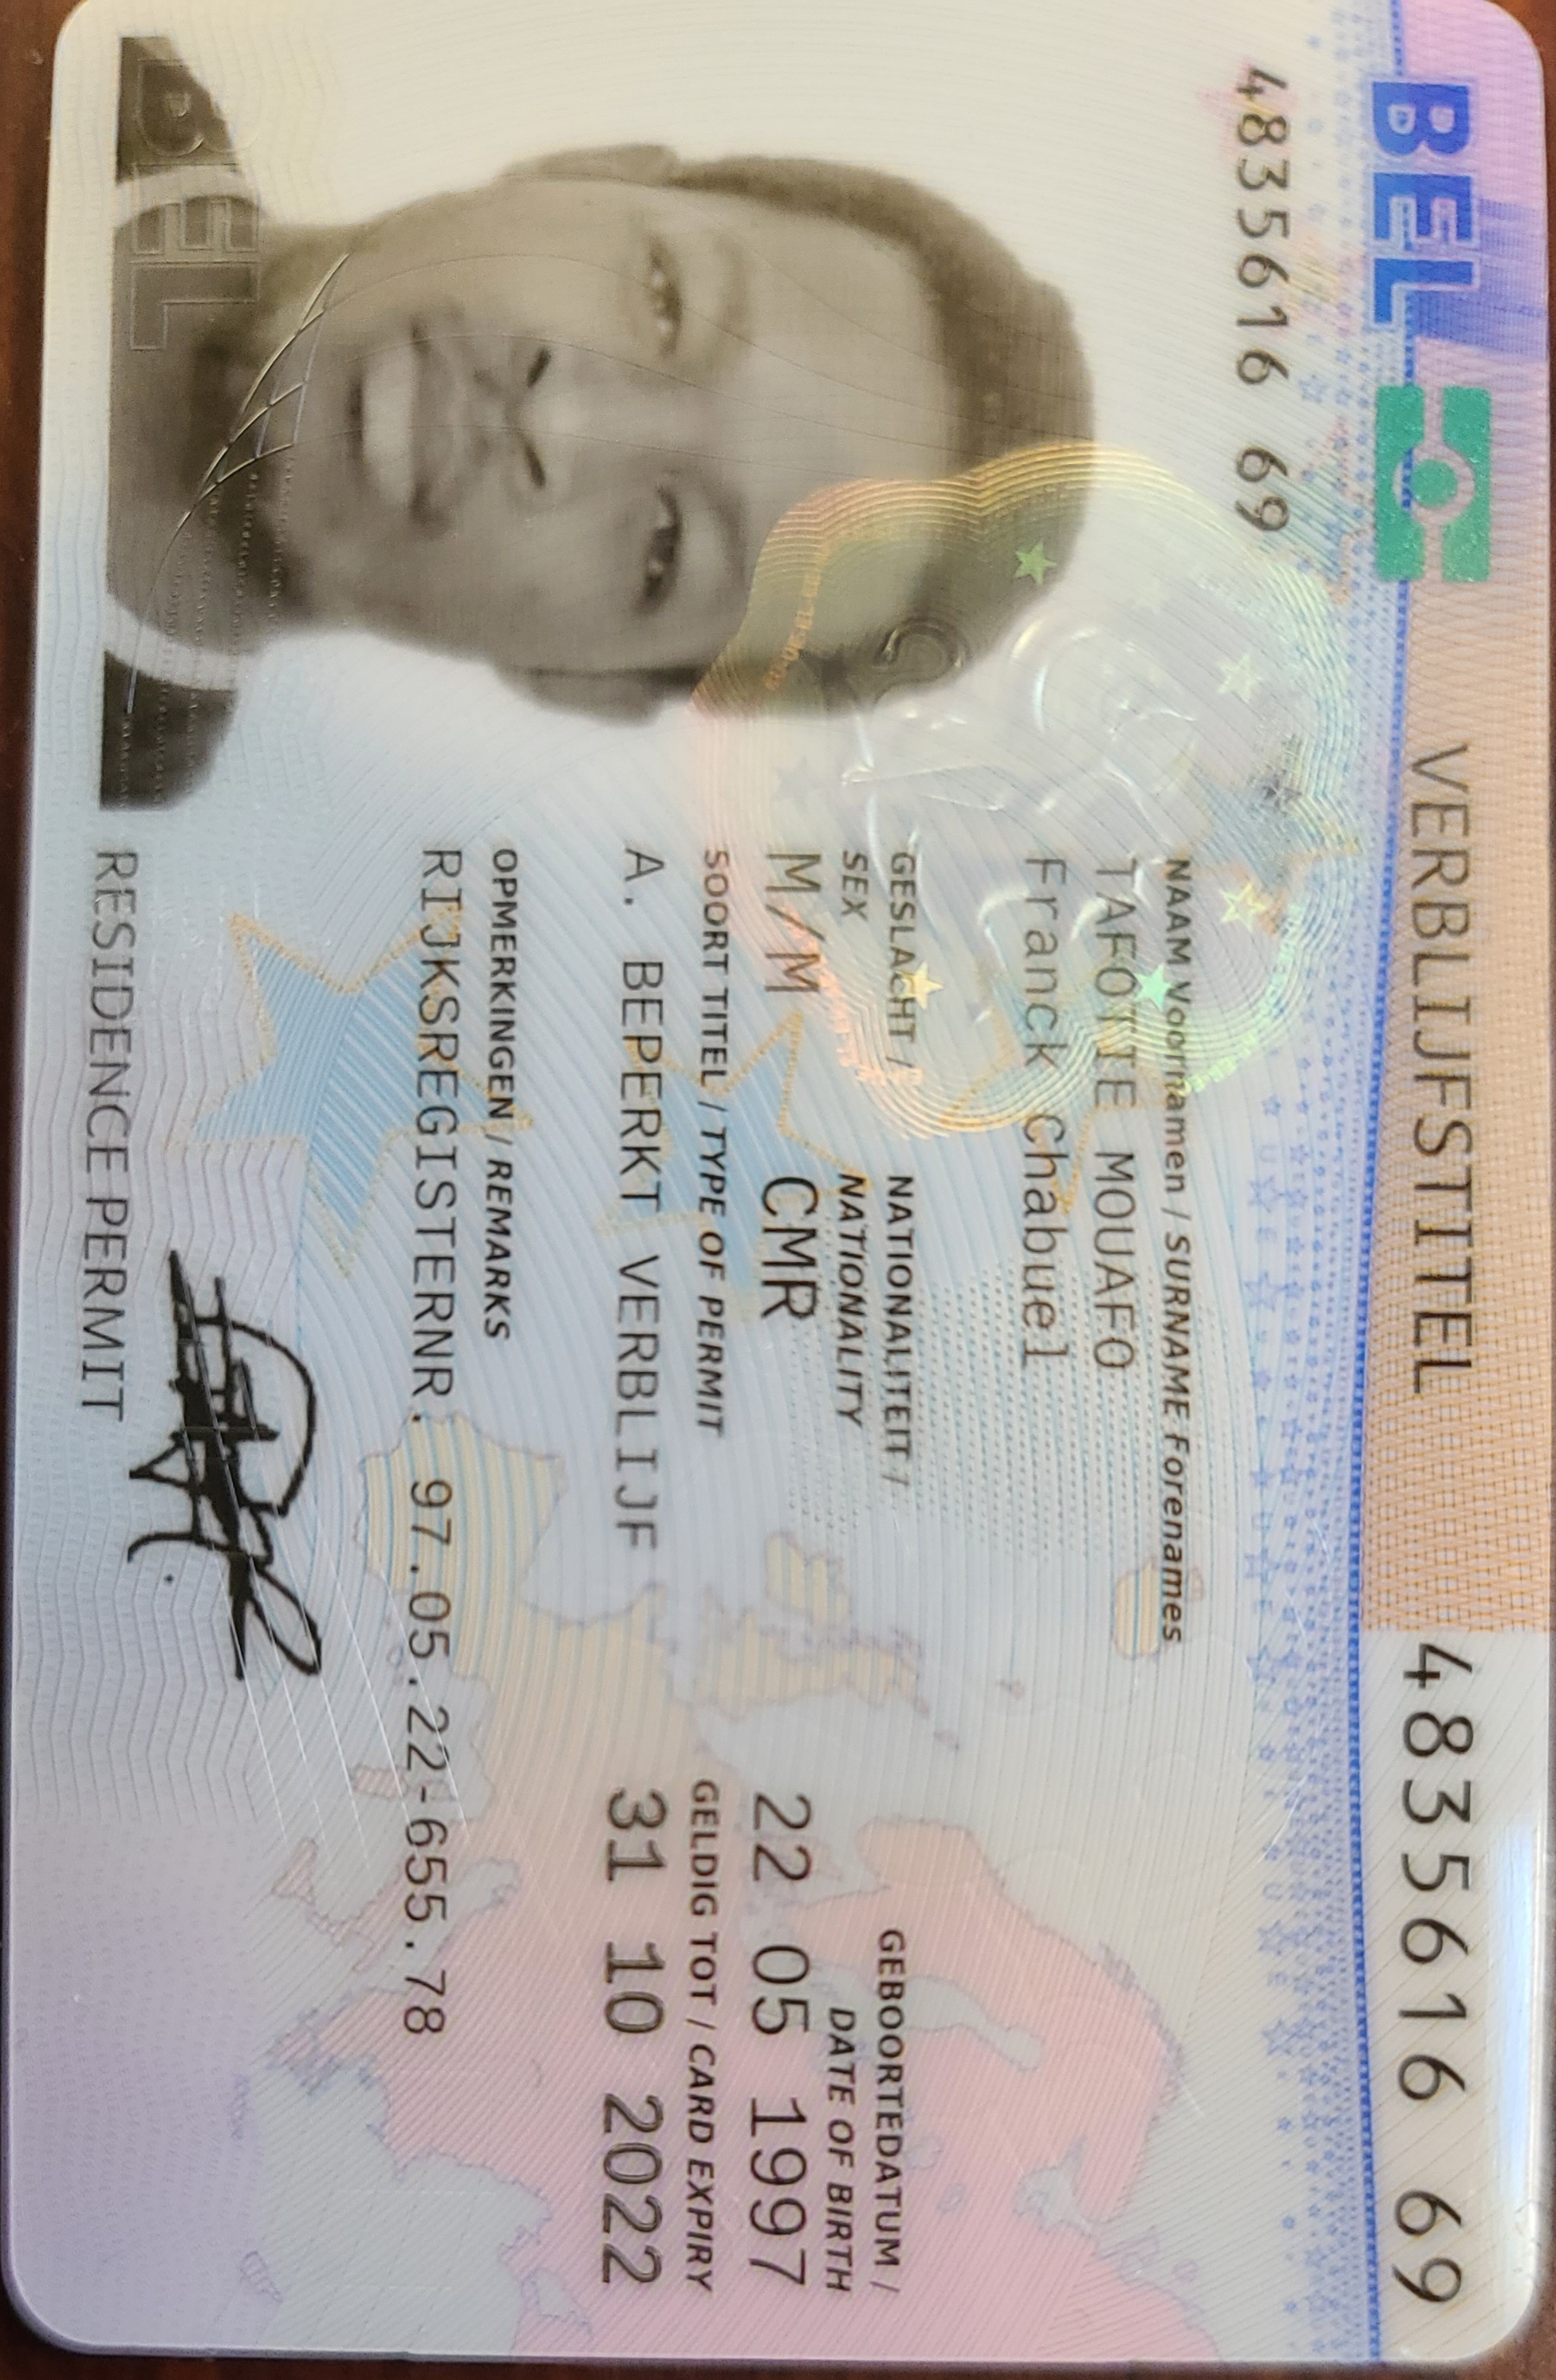 BEL VERBLIJFSTITEL 4835616 69
4835616 69
NAAM Voornamen / SURNAME Forenames
TAFOTIE MOUAFO
Franck Chabuel
GESLACHT / NATIONALITEIT / GEBOORTEDATUM /
SEX NATIONALITY DATE OF BIRTH
M/M CMR 22 05 1997
SOORT TITEL / TYPE OF PERMIT GELDIG TOT / CARD EXPIRY
A. BEPERKT VERBLIJF 31 10 2022
OPMERKINGEN / REMARKS
RIJKSREGISTERNR. 97.05.22-655.78
BEL
RESIDENCE PERMIT